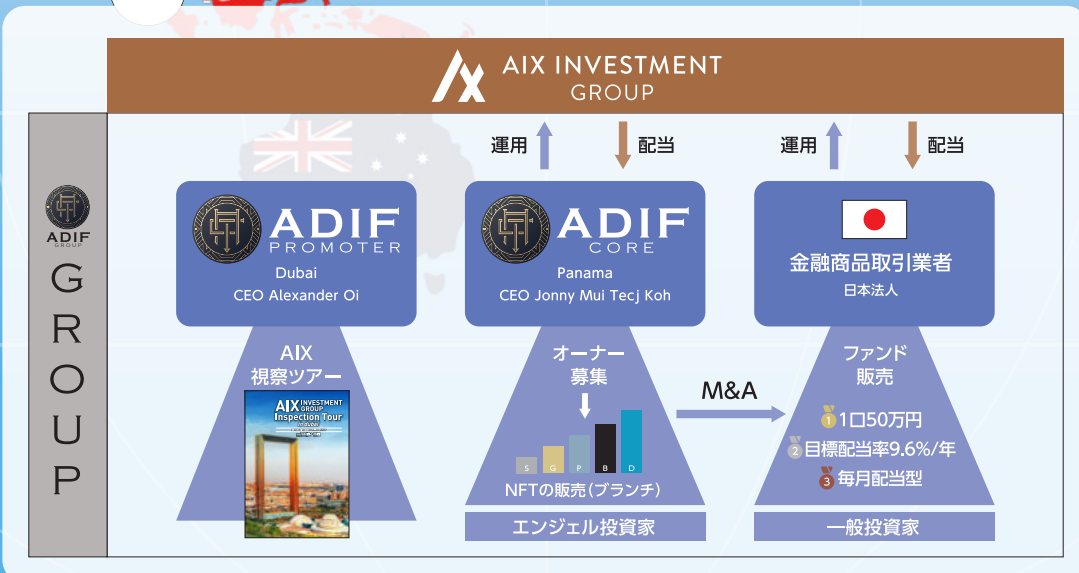 AIX INVESTMENT
GROUP
運用
配当
運用
配当
ADIF
GROUP
GROUP
ADIF
PROMOTER
Dubai
CEO Alexander Oi
ADIF
CORE
Panama
CEO Jonny Mui Tecj Koh
金融商品取引業者
日本法人
AIX
視察ツアー
AIX INVESTMENT
GROUP
Inspection Tour
オーナー
募集
S G P B D
NFTの販売(ブランチ)
エンジェル投資家
M&A
ファンド
販売
1 1口50万円
2 目標配当率9.6%/年
3 毎月配当型
一般投資家